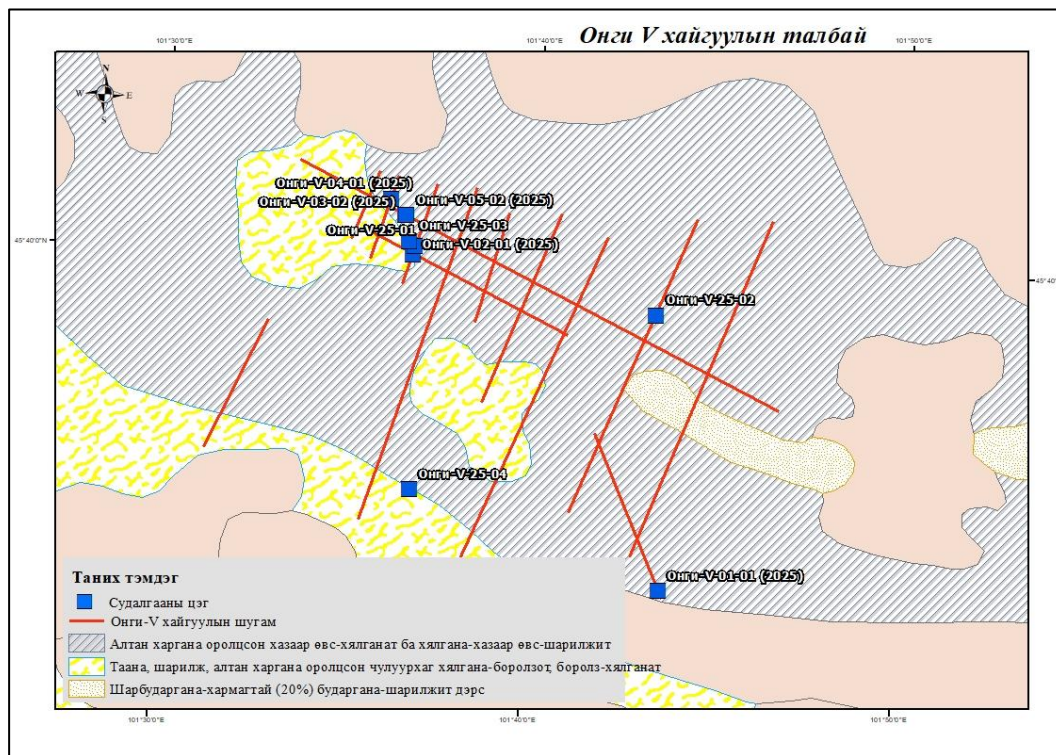 Онги V хайгуулын талбай
101°30'0"E
101°40'0"E
101°50'0"E
N
W
E
S
Онги-V-04-01 (2025)
Онги-V-03-02 (2025)
Онги-V-05-02 (2025)
Онги-V-25-03
Онги-V-25-01
Онги-V-02-01 (2025)
45°40'0"N
45°40'
Онги-V-25-02
Онги-V-25-04
Онги-V-01-01 (2025)
Таних тэмдэг
Судалгааны цэг
Онги-V хайгуулын шугам
Алтан харгана оролцсон хазаар өвс-хялганат ба хялгана-хазаар өвс-шарилжит
Таана, шарилж, алтан харгана оролцсон чулуурхаг хялгана-боролзот, боролз-хялганат
Шарбударгана-хармагтай (20%) бударгана-шарилжит дэрс
101°30'0"E
101°40'0"E
101°50'0"E